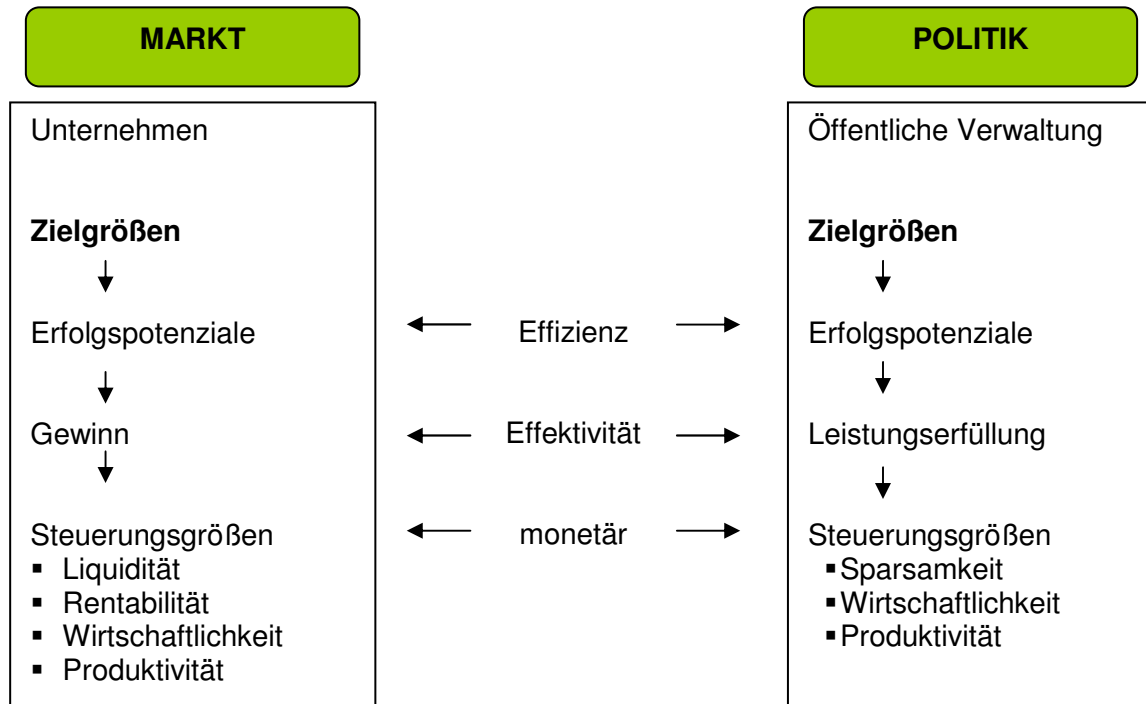 MARKT
Unternehmen
Zielgrößen
Erfolgspotenziale
Gewinn
Steuerungsgrößen
▪ Liquidität
▪ Rentabilität
▪ Wirtschaftlichkeit
▪ Produktivität
Effizienz
Effektivität
monetär
POLITIK
Öffentliche Verwaltung
Zielgrößen
Erfolgspotenziale
Leistungserfüllung
Steuerungsgrößen
▪ Sparsamkeit
▪ Wirtschaftlichkeit
▪ Produktivität